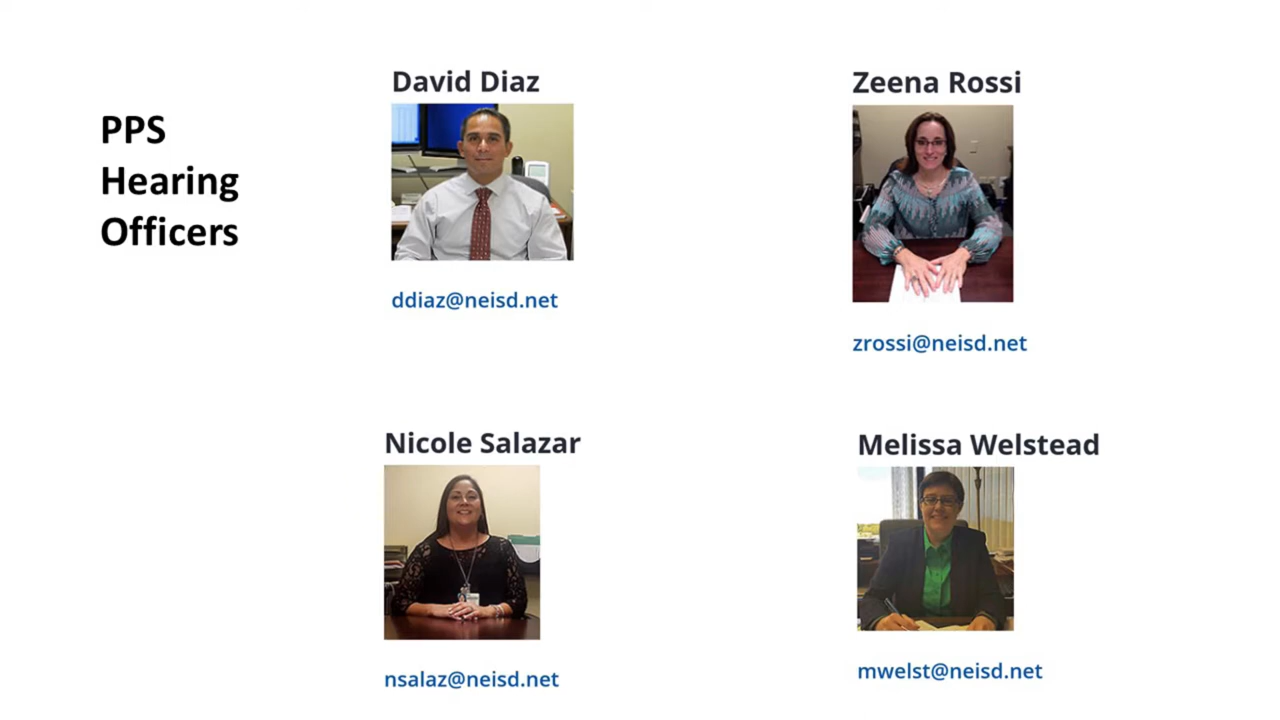 PPS
Hearing
Officers
David Diaz
ddiaz@neisd.net
Zeena Rossi
zrossi@neisd.net
Nicole Salazar
nsalaz@neisd.net
Melissa Welstead
mwelst@neisd.net